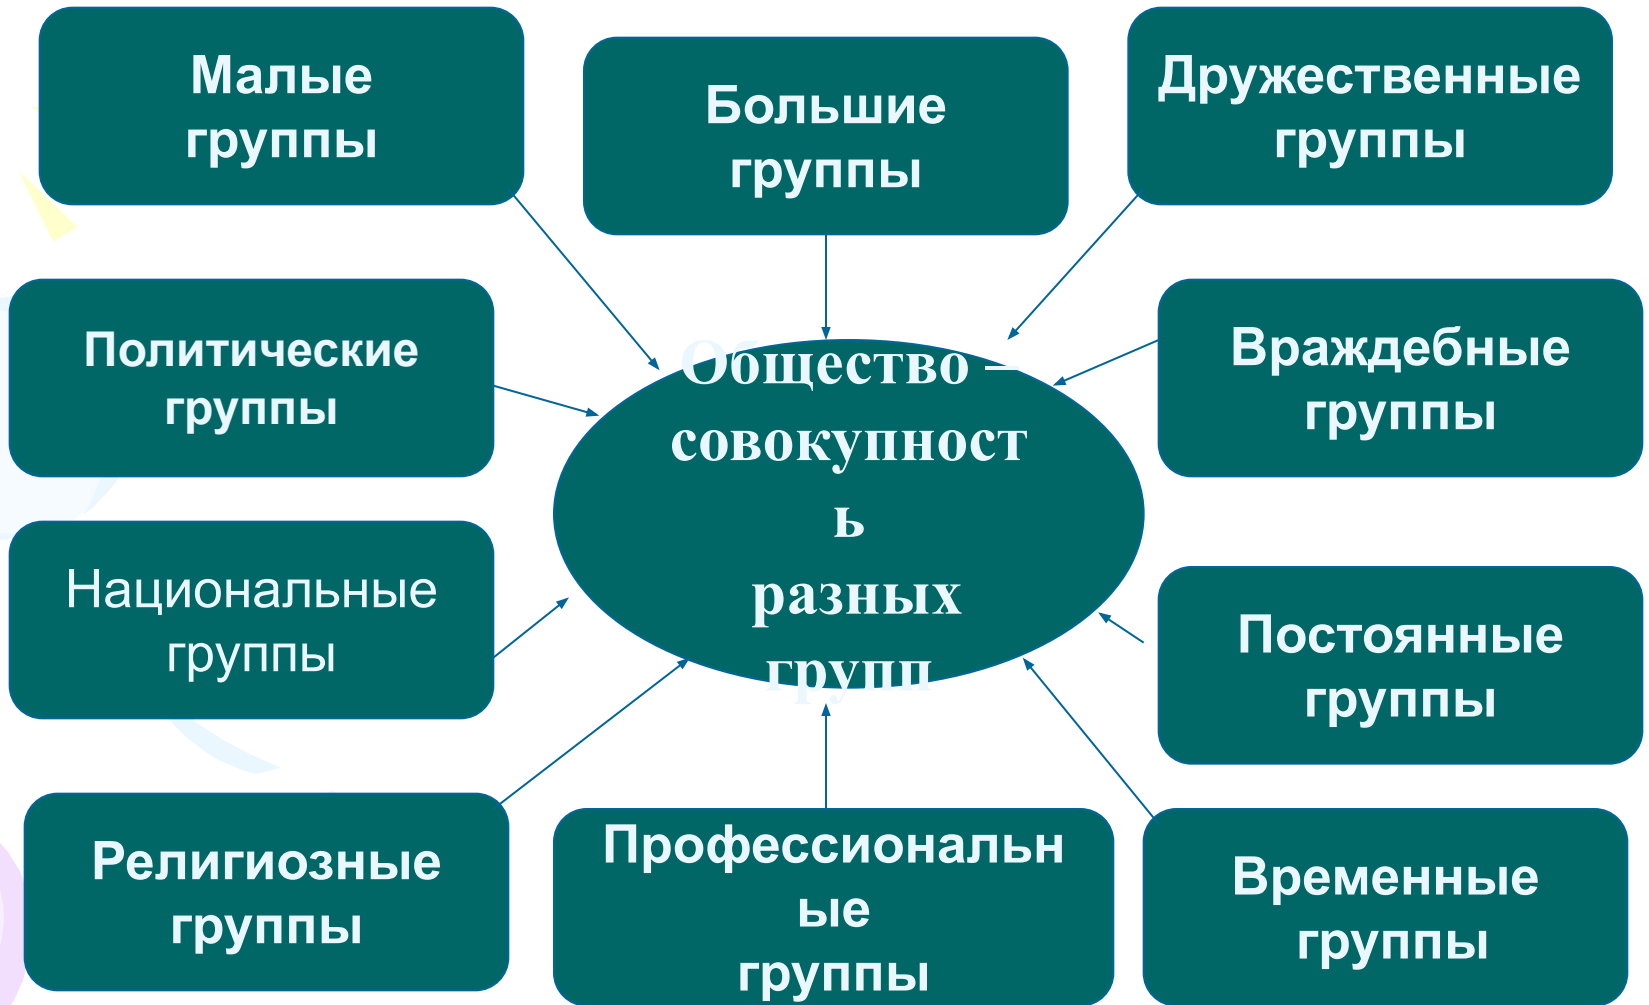 Малые
группы
Большие
группы
Дружественные
группы
Политические
группы
Общество –
совокупност
ь
разных
групп
Враждебные
группы
Национальные
группы
Постоянные
группы
Религиозные
группы
Профессиональн
ые
группы
Временные
группы